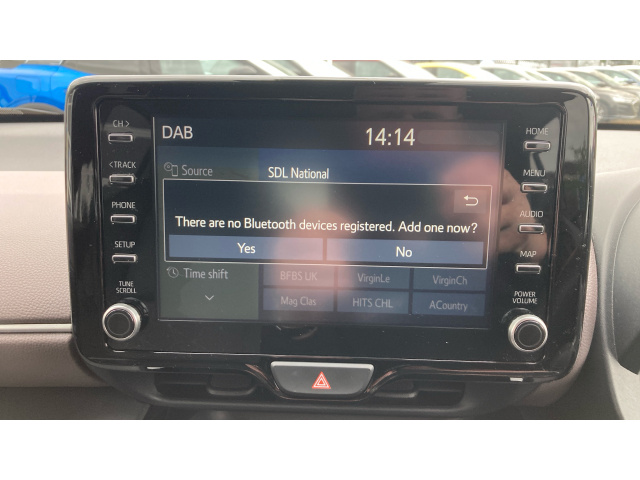 DAB
14:14
Source
SDL National
There are no Bluetooth devices registered. Add one now?
Yes
No
Time shift
BFBS UK
VirginLe
VirginCh
Mag Clas
HITS CHL
ACountry
CH >
< TRACK
PHONE
SETUP
TUNE
SCROLL
HOME
MENU
AUDIO
MAP
POWER
VOLUME